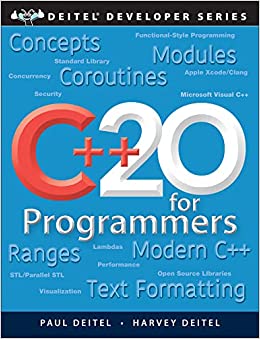 DEITEL® DEVELOPER SERIES
Concepts
Functional-Style Programming
Standard Library
Modules
Concurrency
Coroutines
Apple Xcode/Clang
Security
Microsoft Visual C++
C++20
for
Programmers
Ranges
Lambdas
Modern C++
Performance
STL/Parallel STL
Open Source Libraries
Visualization
Text Formatting
PAUL DEITEL • HARVEY DEITEL